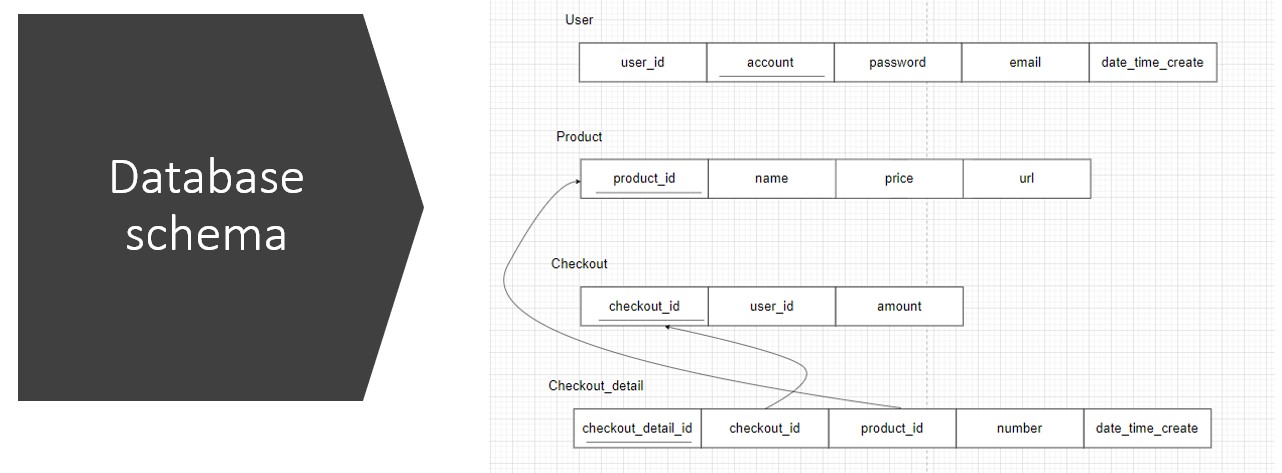 Database
schema
User
user_id account password email date_time_create
Product
product_id name price url
Checkout
checkout_id user_id amount
Checkout_detail
checkout_detail_id checkout_id product_id number date_time_create